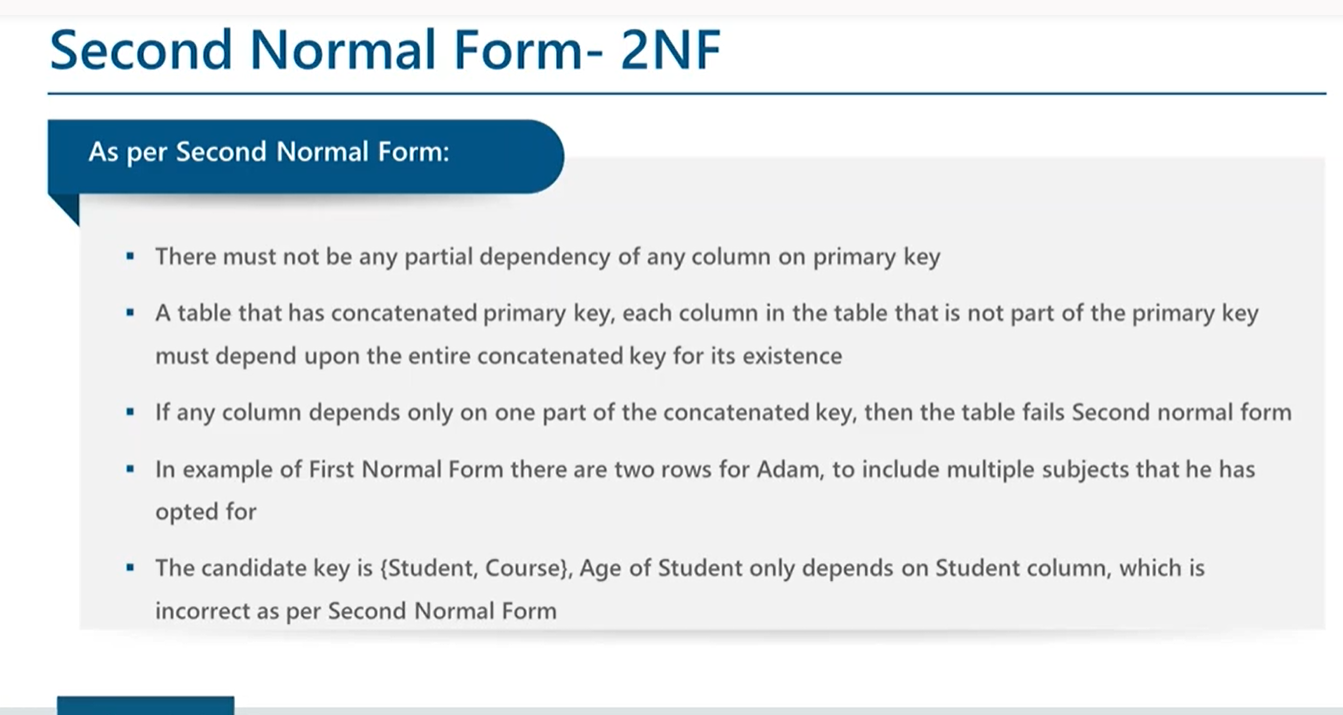 Second Normal Form- 2NF
As per Second Normal Form:
▪ There must not be any partial dependency of any column on primary key
▪ A table that has concatenated primary key, each column in the table that is not part of the primary key
must depend upon the entire concatenated key for its existence
▪ If any column depends only on one part of the concatenated key, then the table fails Second normal form
▪ In example of First Normal Form there are two rows for Adam, to include multiple subjects that he has
opted for
▪ The candidate key is {Student, Course}, Age of Student only depends on Student column, which is
incorrect as per Second Normal Form